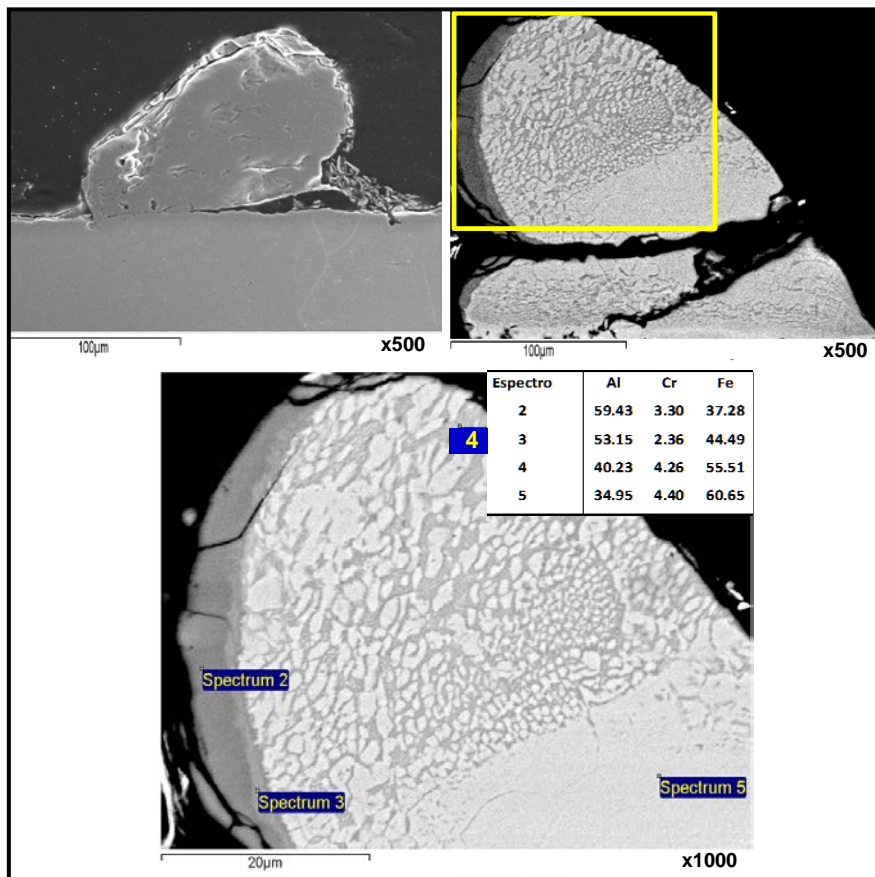 100µm
x500
100µm
x500
Espectro Al Cr Fe
2 59.43 3.30 37.28
3 53.15 2.36 44.49
4 40.23 4.26 55.51
5 34.95 4.40 60.65
4
Spectrum 2
Spectrum 3
Spectrum 5
20µm
x1000